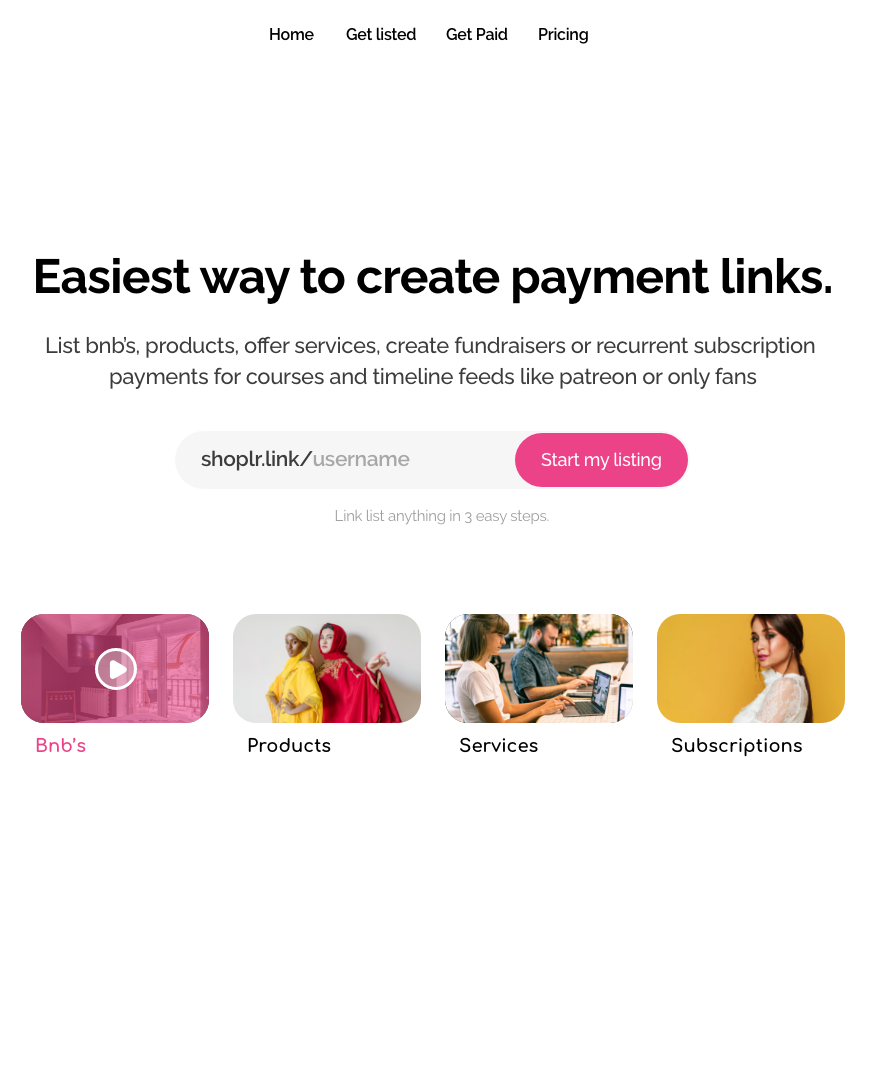 Home Get listed Get Paid Pricing
Easiest way to create payment links.
List bnb's, products, offer services, create fundraisers or recurrent subscription
payments for courses and timeline feeds like patreon or only fans
shoplr.link/username Start my listing
Link list anything in 3 easy steps.
Bnb's Products Services Subscriptions